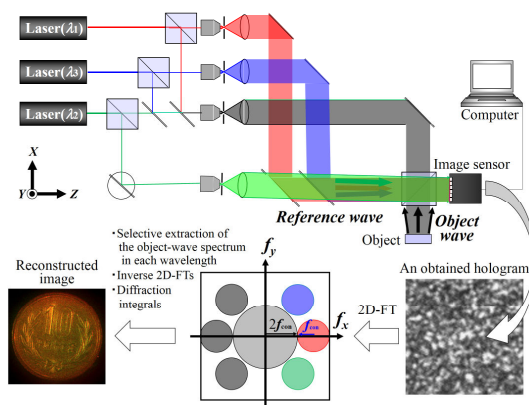 Laser(λ1)
Laser(λ3)
Laser(λ2)
Computer
X
Y
Z
Image sensor
Reference wave
Object
wave
Object
• Selective extraction of
the object-wave spectrum
in each wavelength
• Inverse 2D-FTs
• Diffraction
integrals
Reconstructed
image
fy
An obtained hologram
2fcon
fcon
fx
2D-FT